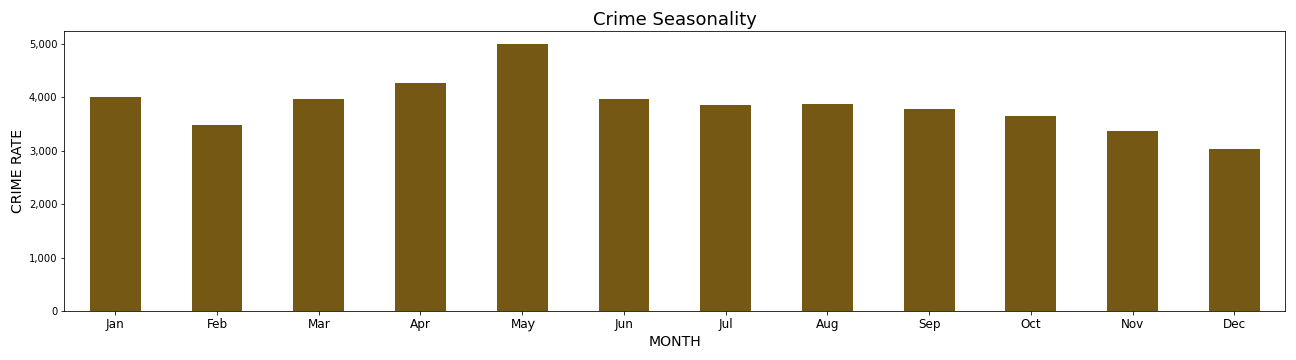 Crime Seasonality
CRIME RATE
5,000
4,000
3,000
2,000
1,000
0
Jan Feb Mar Apr May Jun Jul Aug Sep Oct Nov Dec
MONTH